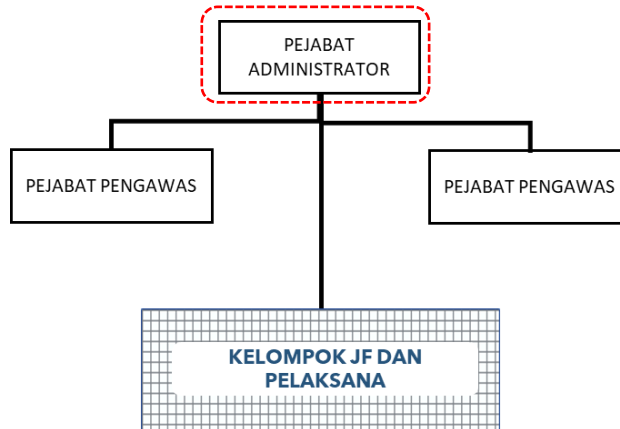 PEJABAT
ADMINISTRATOR
PEJABAT PENGAWAS
PEJABAT PENGAWAS
KELOMPOK JF DAN
PELAKSANA